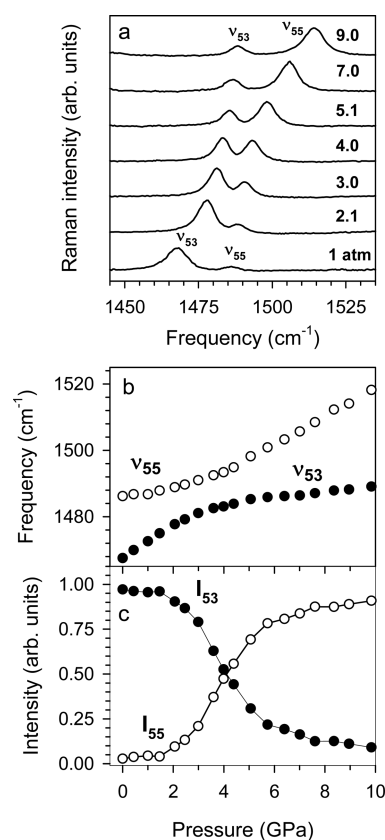 a
ν53
ν55
9.0
7.0
5.1
4.0
3.0
2.1
ν53
ν55
1 atm
Raman intensity (arb. units)
1450 1475 1500 1525
Frequency (cm-1)
b
1520
1500
1480
Frequency (cm-1)
ν55
ν53
c
1.00
0.75
0.50
0.25
0.00
Intensity (arb. units)
I53
I55
0 2 4 6 8 10
Pressure (GPa)